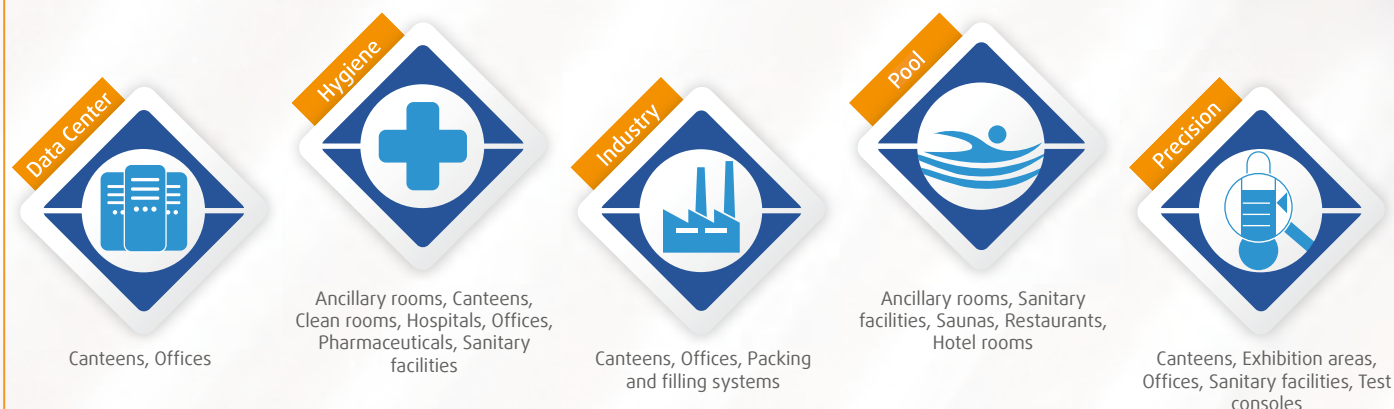 Data Center
Canteens, Offices
Hygiene
Ancillary rooms, Canteens,
Clean rooms, Hospitals, Offices,
Pharmaceuticals, Sanitary
facilities
Industry
Canteens, Offices, Packing
and filling systems
Pool
Ancillary rooms, Sanitary
facilities, Saunas, Restaurants,
Hotel rooms
Precision
Canteens, Exhibition areas,
Offices, Sanitary facilities, Test
consoles